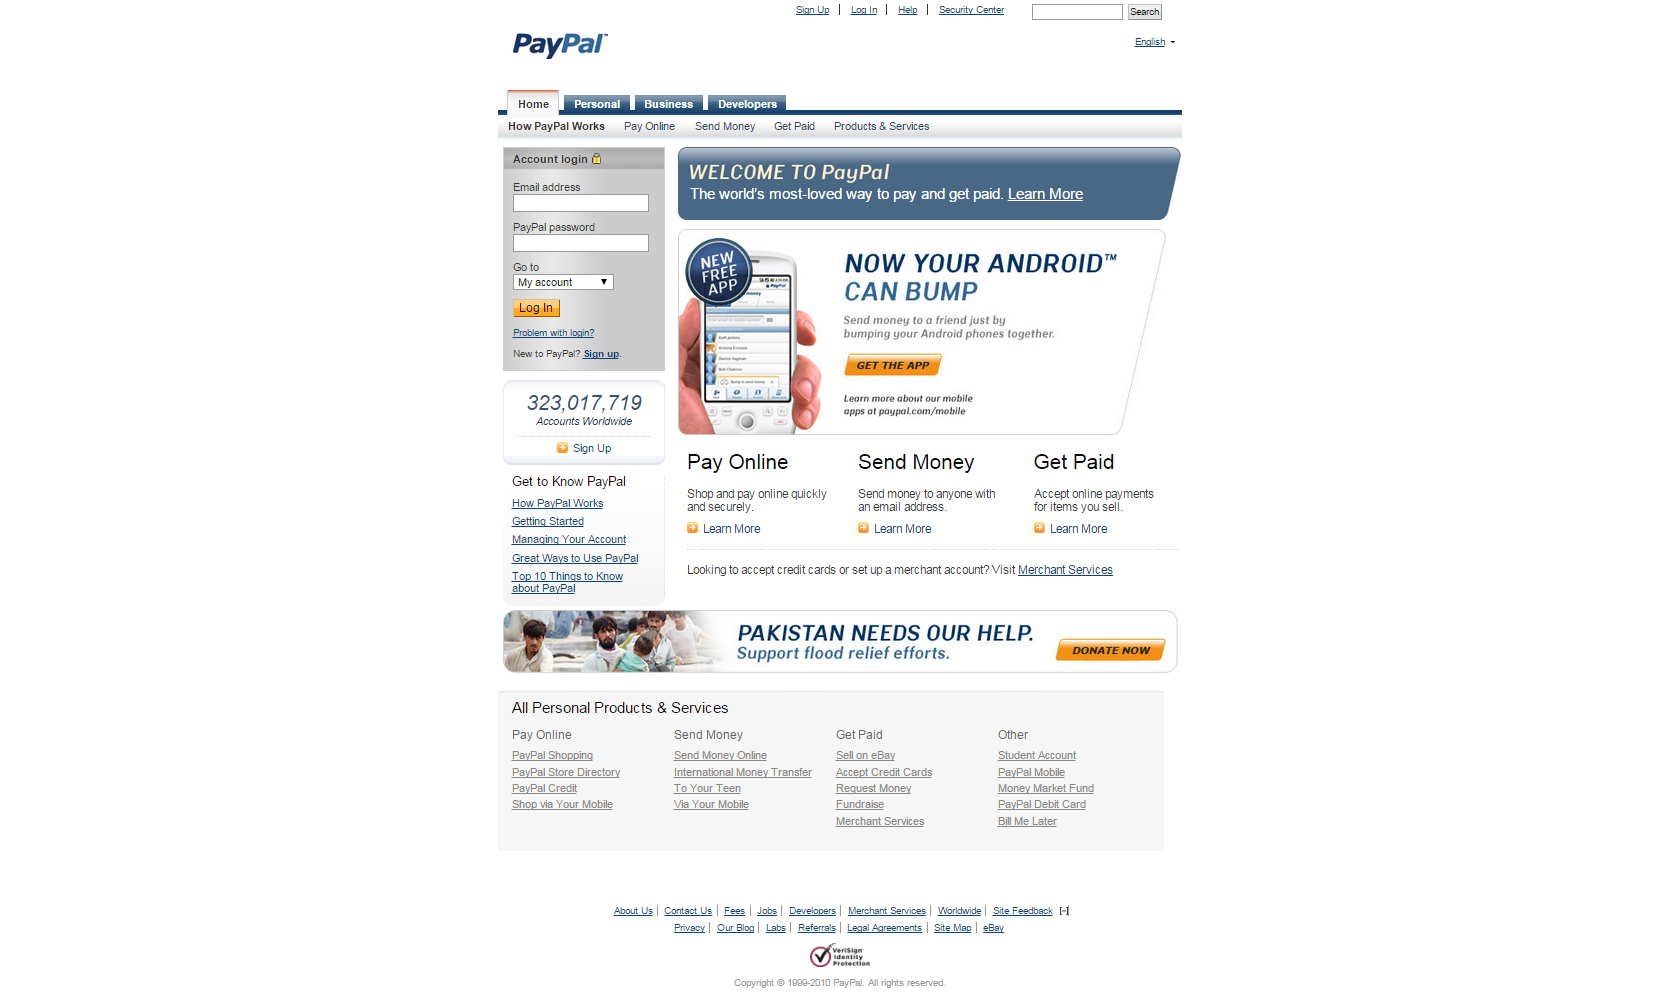 Sign Up | Log In | Help | Security Center Search
PayPal™
English
Home Personal Business Developers
How PayPal Works Pay Online Send Money Get Paid Products & Services
Account login
Email address
PayPal password
Go to
My account
Log In
Problem with login?
New to PayPal? Sign up.
323,017,719
Accounts Worldwide
Sign Up
Get to Know PayPal
How PayPal Works
Getting Started
Managing Your Account
Great Ways to Use PayPal
Top 10 Things to Know
about PayPal
WELCOME TO PayPal
The world's most-loved way to pay and get paid. Learn More
NEW
FREE
APP
PayPal
NOW YOUR ANDROID™
CAN BUMP
Send money to a friend just by
bumping your Android phones together.
GET THE APP
Learn more about our mobile
apps at paypal.com/mobile
Pay Online
Shop and pay online quickly
and securely.
Learn More
Send Money
Send money to anyone with
an email address.
Learn More
Get Paid
Accept online payments
for items you sell.
Learn More
Looking to accept credit cards or set up a merchant account? Visit Merchant Services
PAKISTAN NEEDS OUR HELP.
Support flood relief efforts.
DONATE NOW
All Personal Products & Services
Pay Online
PayPal Shopping
PayPal Store Directory
PayPal Credit
Shop via Your Mobile
Send Money
Send Money Online
International Money Transfer
To Your Teen
Via Your Mobile
Get Paid
Sell on eBay
Accept Credit Cards
Request Money
Fundraise
Merchant Services
Other
Student Account
PayPal Mobile
Money Market Fund
PayPal Debit Card
Bill Me Later
About Us | Contact Us | Fees | Jobs | Developers | Merchant Services | Worldwide | Site Feedback [-]
Privacy | Our Blog | Labs | Referrals | Legal Agreements | Site Map | eBay
VeriSign
Identity
Protection
Copyright © 1999-2010 PayPal. All rights reserved.